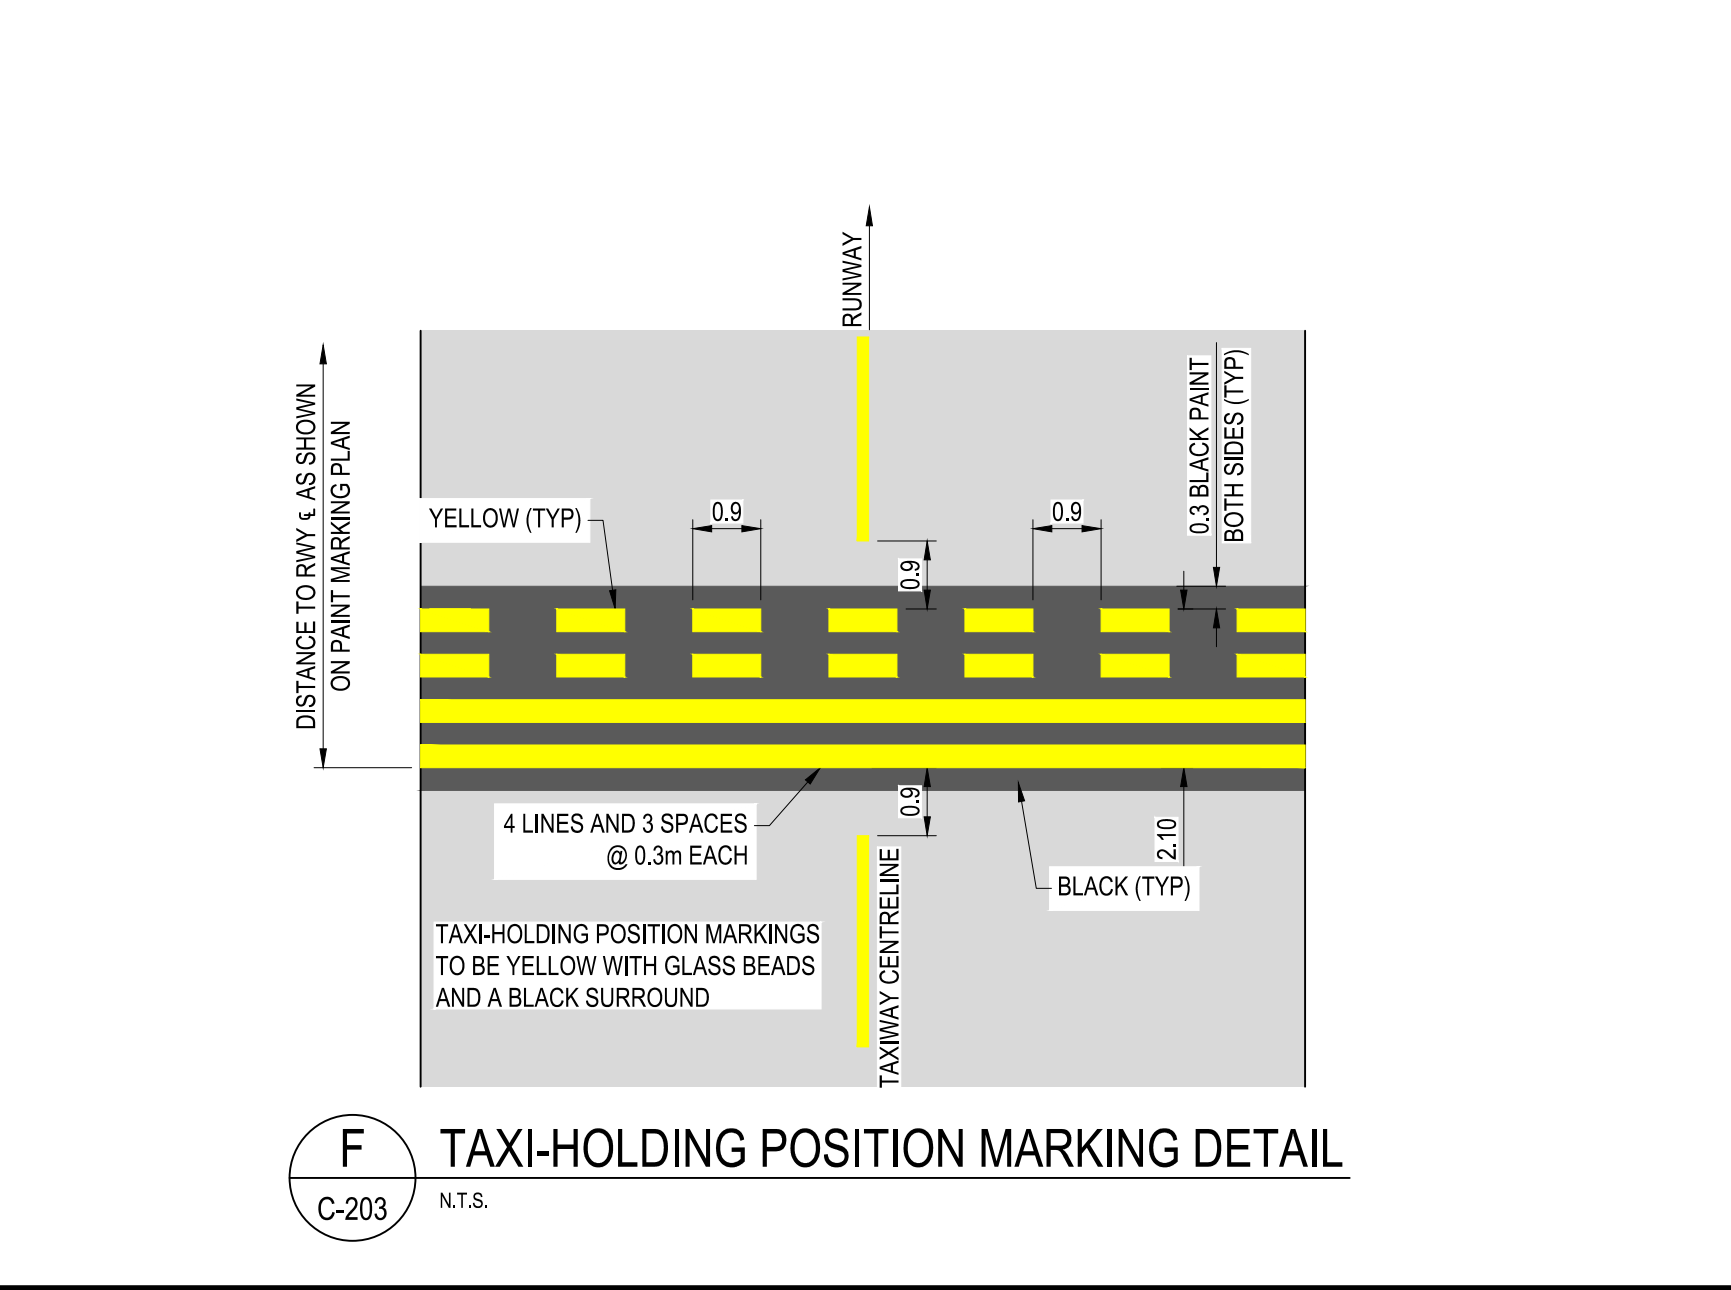 RUNWAY
DISTANCE TO RWY ℄ AS SHOWN
ON PAINT MARKING PLAN
0.3 BLACK PAINT
BOTH SIDES (TYP)
YELLOW (TYP)
0.9
0.9
0.9
0.9
4 LINES AND 3 SPACES
@ 0.3m EACH
2.10
BLACK (TYP)
TAXIWAY CENTRELINE
TAXI-HOLDING POSITION MARKINGS
TO BE YELLOW WITH GLASS BEADS
AND A BLACK SURROUND
F
C-203
TAXI-HOLDING POSITION MARKING DETAIL
N.T.S.